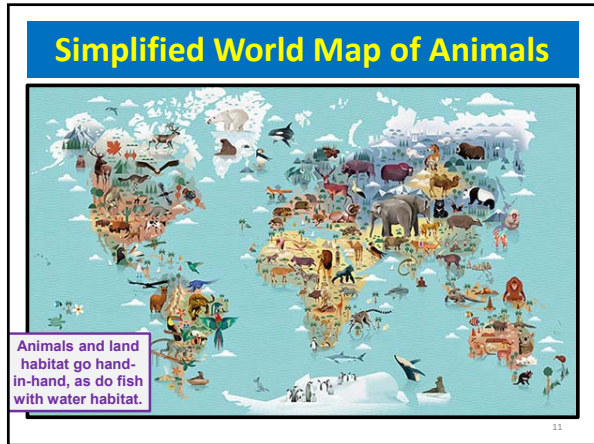 Simplified World Map of Animals
Animals and land
habitat go hand-
in-hand, as do fish
with water habitat.
11